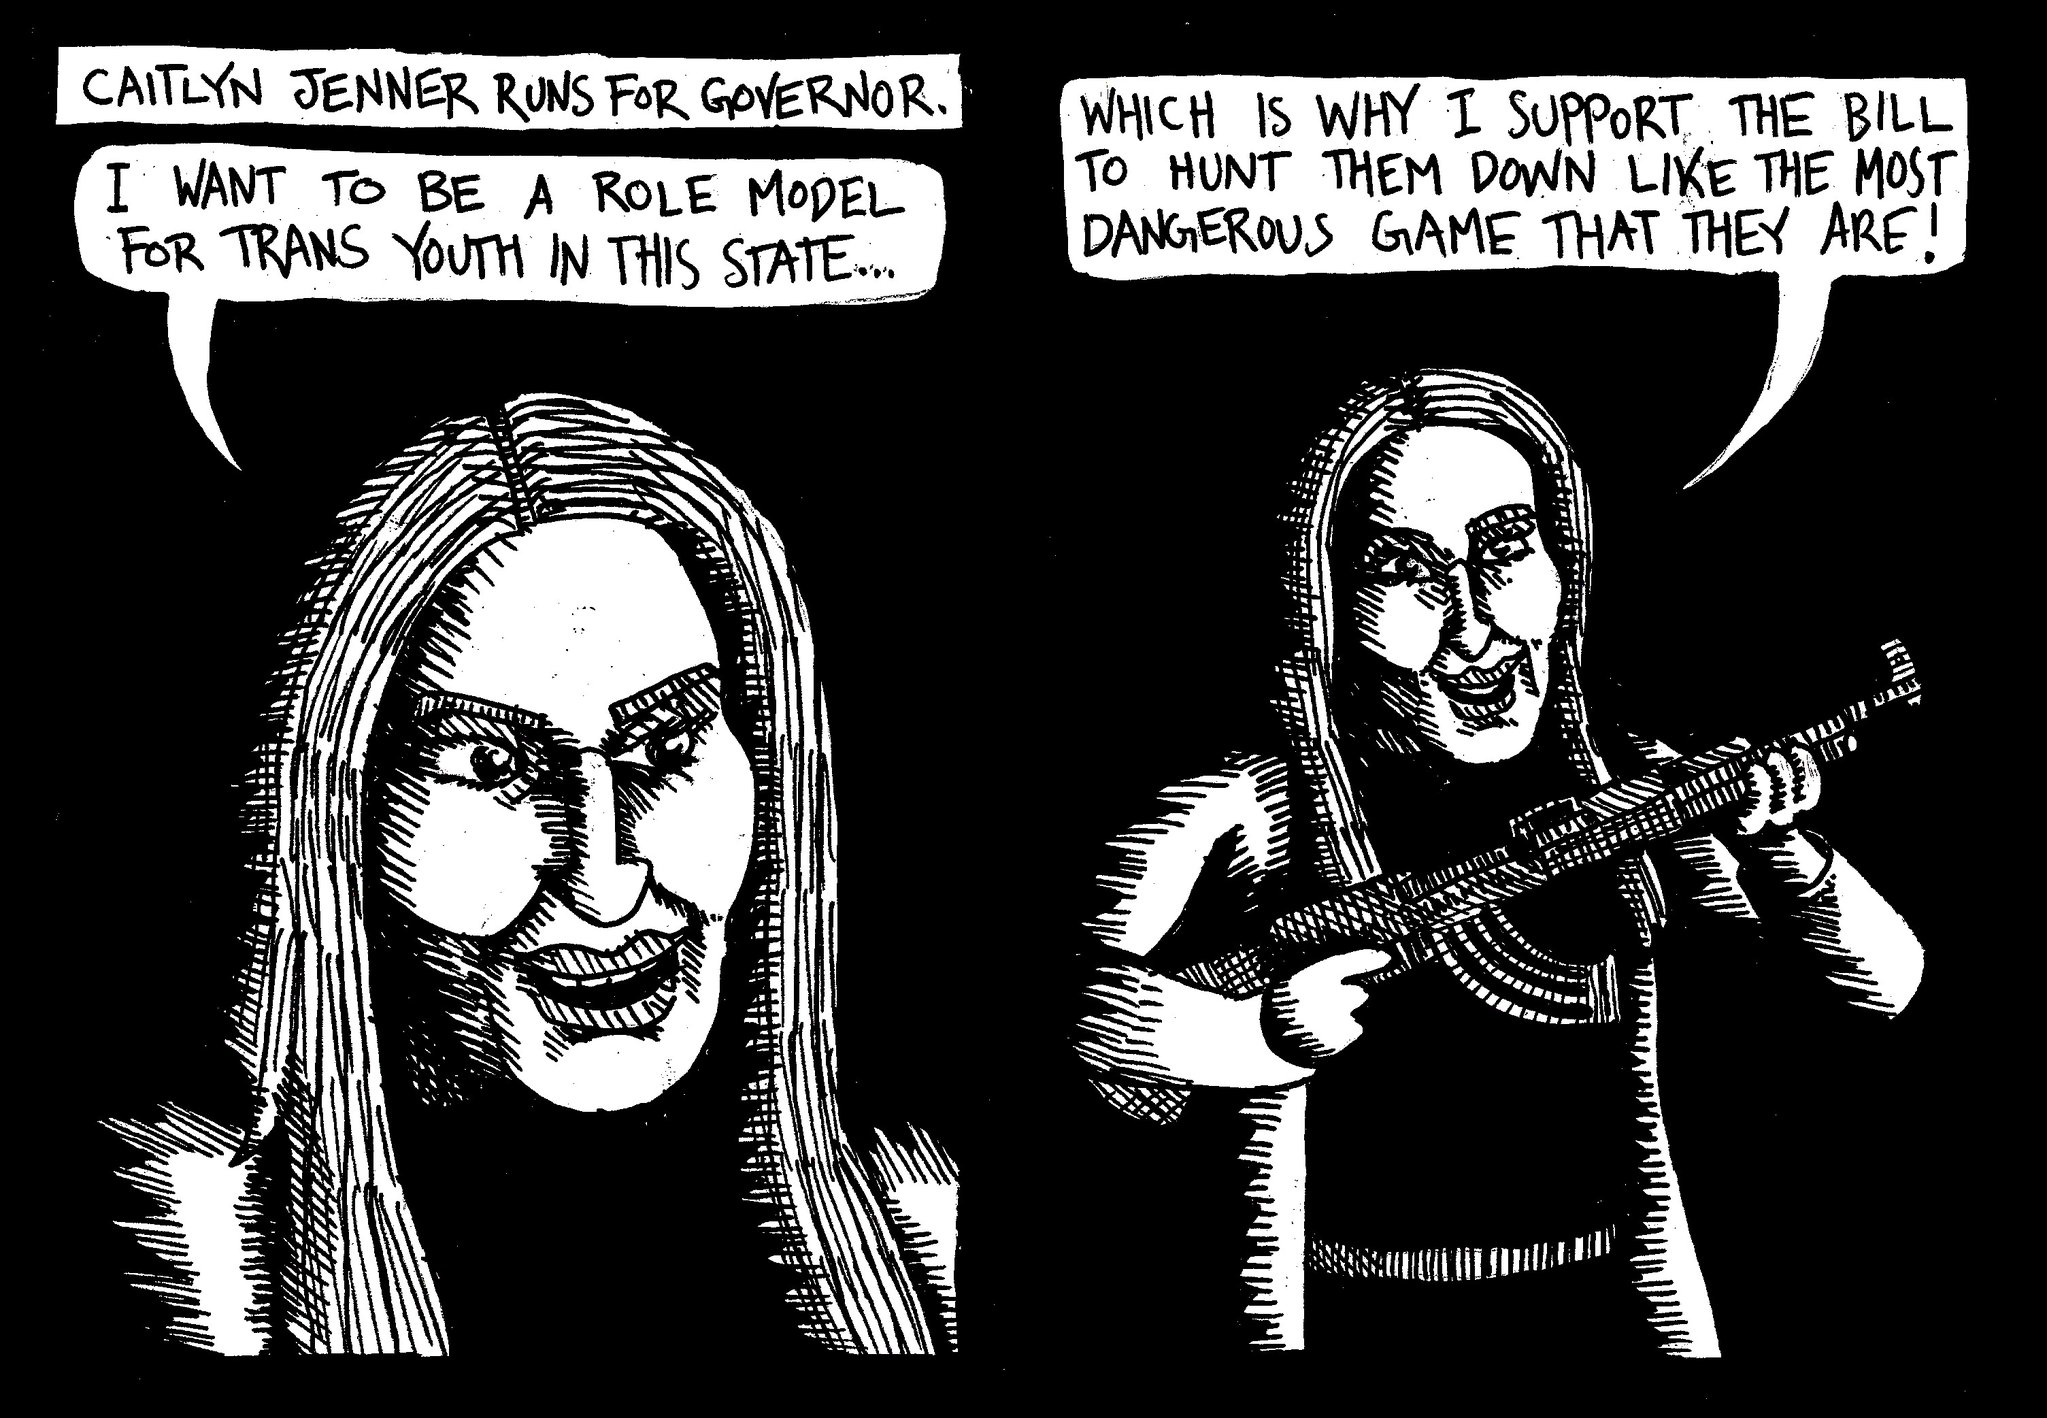 CAITLYN JENNER RUNS FOR GOVERNOR.
I WANT TO BE A ROLE MODEL
FOR TRANS YOUTH IN THIS STATE...
WHICH IS WHY I SUPPORT THE BILL
TO HUNT THEM DOWN LIKE THE MOST
DANGEROUS GAME THAT THEY ARE!